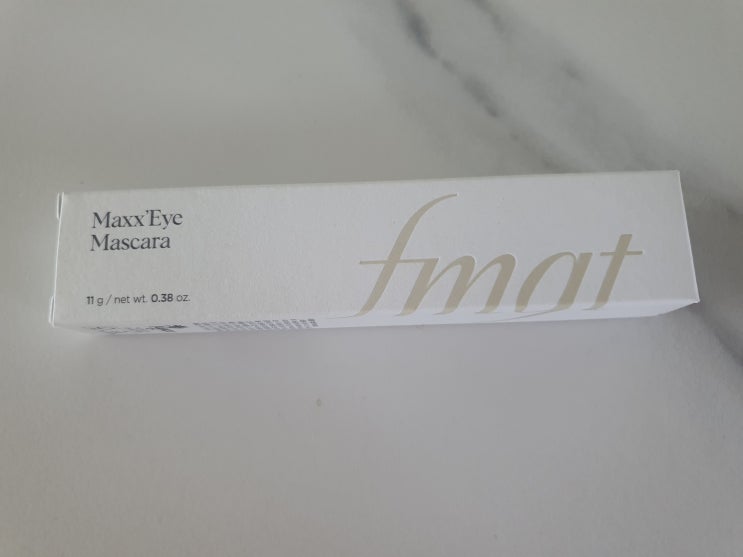 Maxx'Eye
Mascara
11 g / net wt. 0.38 oz.
fmgt